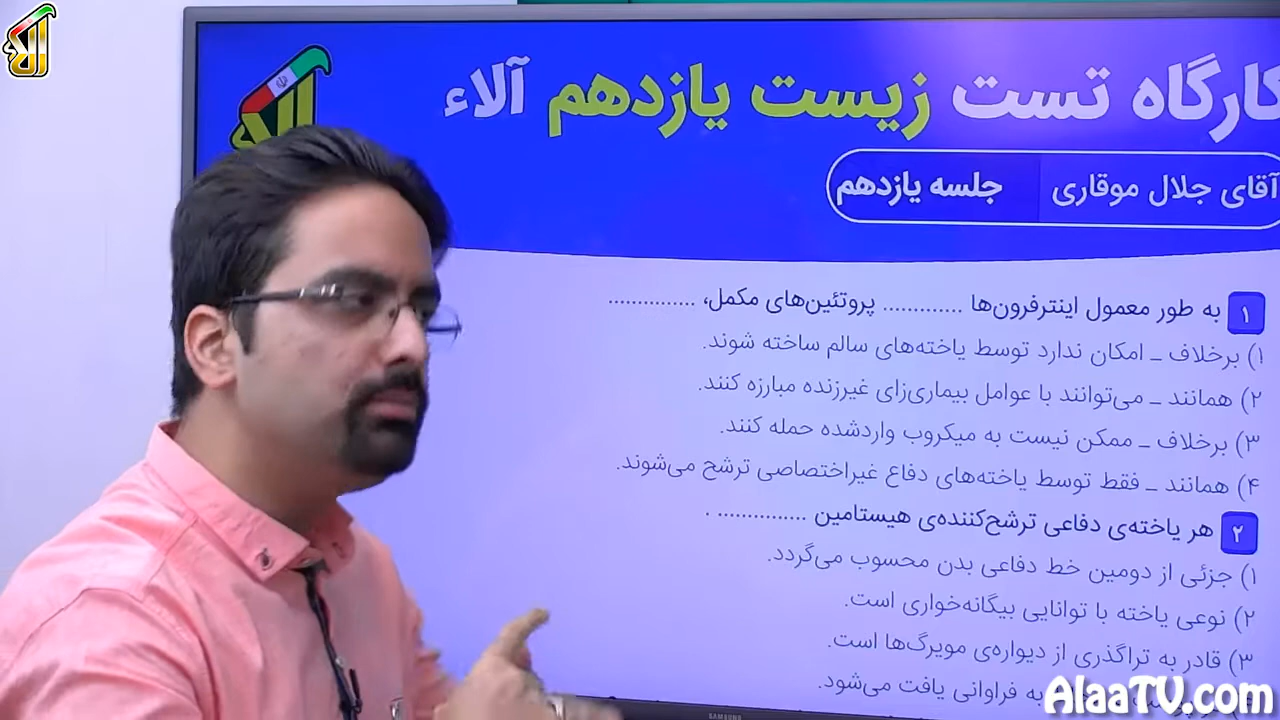 کارگاه تست زیست یازدهم آلاء
آقای جلال موقاری
جلسه یازدهم
۱ به طور معمول اینترفرون‌ها ............. پروتئین‌های مکمل، ...............
۱) برخلاف ـ امکان ندارد توسط یاخته‌های سالم ساخته شوند.
۲) همانند ـ می‌توانند با عوامل بیماری‌زای غیرزنده مبارزه کنند.
۳) برخلاف ـ ممکن نیست به میکروب واردشده حمله کنند.
۴) همانند ـ فقط توسط یاخته‌های دفاع غیراختصاصی ترشح می‌شوند.
۲ هر یاخته‌ی دفاعی ترشح‌کننده‌ی هیستامین ............... .
۱) جزئی از دومین خط دفاعی بدن محسوب می‌گردد.
۲) نوعی یاخته با توانایی بیگانه‌خواری است.
۳) قادر به تراگذری از دیواره‌ی مویرگ‌ها است.
به فراوانی یافت می‌شود.
SAMSUNG
AlaaTV.com